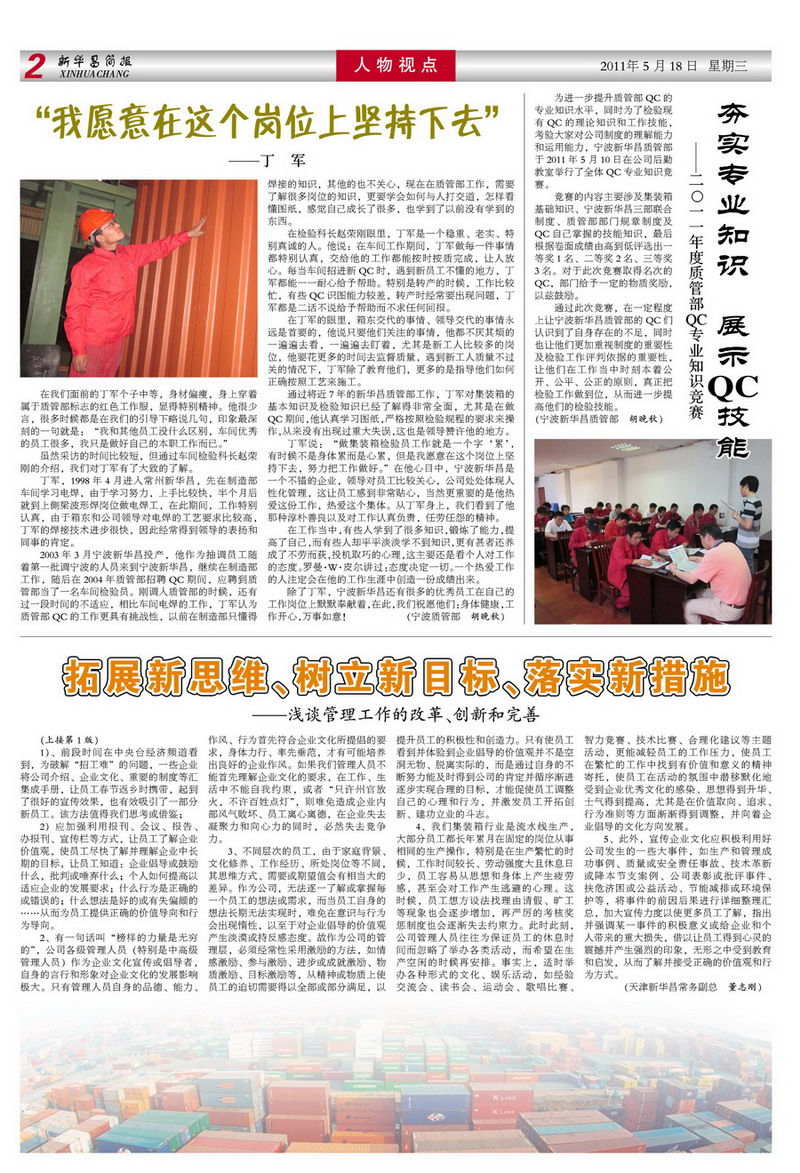 2
新华昌简报
XINHUACHANG
人物视点
2011年5月18日 星期三
“我愿意在这个岗位上坚持下去”
——丁 军
在我们面前的丁军个子中等，身材偏瘦，身上穿着
属于质管部标志的红色工作服，显得特别精神。他很少
言，很多时候都是在我们的引导下略说几句，印象最深
刻的一句就是：“我和其他员工没什么区别，车间优秀
的员工很多，我只是做好自己的本职工作而已。”
虽然采访的时间比较短，但通过车间检验科长赵荣
刚的介绍，我们对丁军有了大致的了解。
丁军，1998年4月进入常州新华昌，先在制造部
车间学习电焊，由于学习努力，上手比较快，半个月后
就到上侧梁波形焊岗位做电焊工，在此期间，工作特别
认真，由于箱东和公司领导对电焊的工艺要求比较高，
丁军的焊接技术进步很快，因此经常得到领导的表扬和
同事的肯定。
2003年3月宁波新华昌投产，他作为抽调员工随
着第一批调宁波的人员来到宁波新华昌，继续在制造部
工作，随后在2004年质管部招聘QC期间，应聘到质
管部当了一名车间检验员。刚调入质管部的时候，还有
过一段时间的不适应，相比车间电焊的工作，丁军认为
质管部QC的工作更具有挑战性，以前在制造部只懂得
焊接的知识，其他的也不关心，现在在质管部工作，需要
了解很多岗位的知识，更要学会如何与人打交道，怎样看
懂图纸，感觉自己成长了很多，也学到了以前没有学到的
东西。
在检验科长赵荣刚眼里，丁军是一个稳重、老实、特
别真诚的人。他说：在车间工作期间，丁军做每一件事情
都特别认真，交给他的工作都能按时按质完成，让人放
心。每当车间招进新QC时，遇到新员工不懂的地方，丁
军都能一一耐心给予帮助。特别是转产的时候，工作比较
忙，有些QC识图能力较差，转产时经常要出现问题，丁
军都是二话不说给予帮助而不求任何回报。
在丁军的眼里，箱东交代的事情、领导交代的事情永
远是首要的，他说只要他们关注的事情，他都不厌其烦的
一遍遍去看，一遍遍去盯着，尤其是新工人比较多的岗
位，他要花更多的时间去监督质量，遇到新工人质量不过
关的情况下，丁军除了教育他们，更多的是指导他们如何
正确按照工艺来施工。
通过将近7年的新华昌质管部工作，丁军对集装箱的
基本知识及检验知识已经了解得非常全面，尤其是在做
QC期间，他认真学习图纸，严格按照检验规程的要求来操
作，从来没有出现过重大失误，这也是领导赞许他的地方。
丁军说：“做集装箱检验员工作就是一个字‘累’，
有时候不是身体累而是心累，但是我愿意在这个岗位上坚
持下去，努力把工作做好。”在他心目中，宁波新华昌是
一个不错的企业，领导对员工比较关心，公司处处体现人
性化管理，这让员工感到非常贴心，当然更重要的是他热
爱这份工作，热爱这个集体。从丁军身上，我们看到了他
那种淳朴善良以及对工作认真负责，任劳任怨的精神。
在工作当中，有些人学到了很多知识，锻炼了能力，提
高了自己，而有些人却平平淡淡学不到知识，更有甚者还养
成了不劳而获，投机取巧的心理，这主要还是看个人对工作
的态度。罗曼·W·皮尔讲过：态度决定一切。一个热爱工作
的人注定会在他的工作生涯中创造一份成绩出来。
除了丁军，宁波新华昌还有很多的优秀员工在自己的
工作岗位上默默奉献着，在此，我们祝愿他们：身体健康，工
作开心，万事如意！ （宁波质管部 胡晚秋）
夯实专业知识 展示QC技能
——二〇一一年度质管部QC专业知识竞赛
为进一步提升质管部QC的
专业知识水平，同时为了检验现
有QC的理论知识和工作技能，
考验大家对公司制度的理解能力
和运用能力，宁波新华昌质管部
于2011年5月10日在公司后勤
教室举行了全体QC专业知识竞
赛。
竞赛的内容主要涉及集装箱
基础知识、宁波新华昌三部联合
制度、质管部部门规章制度及
QC自己掌握的技能知识，最后
根据卷面成绩由高到低评选出一
等奖1名、二等奖2名、三等奖
3名。对于此次竞赛取得名次的
QC，部门给予一定的物质奖励，
以兹鼓励。
通过此次竞赛，在一定程度
上让宁波新华昌质管部的QC们
认识到了自身存在的不足，同时
也让他们更加重视制度的重要性
及检验工作评判依据的重要性，
让他们在工作当中时刻本着公
开、公平、公正的原则，真正把
检验工作做到位，从而进一步提
高他们的检验技能。
（宁波新华昌质管部 胡晚秋）
拓展新思维、树立新目标、落实新措施
——浅谈管理工作的改革、创新和完善
（上接第1版）
1）、前段时间在中央台经济频道看
到，为破解“招工难”的问题，一些企业
将公司介绍、企业文化、重要的制度等汇
集成手册，让员工春节返乡时携带，起到
了很好的宣传效果，也有效吸引了一部分
新员工。该方法值得我们思考或借鉴；
2）应加强利用报刊、会议、报告、
办报刊、宣传栏等方式，让员工了解企业
价值观，使员工尽快了解并理解企业中长
期的目标，让员工知道：企业倡导或鼓励
什么，批判或唾弃什么；个人如何提高以
适应企业的发展要求；什么行为是正确的
或错误的；什么想法是好的或有失偏颇的
……从而为员工提供正确的价值导向和行
为导向。
2、有一句话叫“榜样的力量是无穷
的”，公司各级管理人员（特别是中高级
管理人员）作为企业文化宣传或倡导者，
自身的言行和形象对企业文化的发展影响
极大。只有管理人员自身的品德、能力、
作风、行为首先符合企业文化所提倡的要
求，身体力行、率先垂范，才有可能培养
出良好的企业作风。如果我们管理人员不
能首先理解企业文化的要求，在工作、生
活中不能自我约束，或者“只许州官放
火，不许百姓点灯”，则难免造成企业内
部风气败坏、员工离心离德，在企业失去
凝聚力和向心力的同时，必然失去竞争
力。
3、不同层次的员工，由于家庭背景、
文化修养、工作经历、所处岗位等不同，
其思维方式、需要或期望值会有相当大的
差异。作为公司，无法逐一了解或掌握每
一个员工的想法或需求，而当员工自身的
想法长期无法实现时，难免在意识与行为
会出现惰性，以至于对企业倡导的价值观
产生淡漠或持反感态度。故作为公司的管
理层，必须经常性采用激励的方法，如情
感激励、参与激励、进步或成就激励、物
质激励、目标激励等，从精神或物质上使
员工的迫切需要得以全部或部分满足，以
提升员工的积极性和创造力。只有使员工
看到并体验到企业倡导的价值观并不是空
洞无物、脱离实际的，而是通过自身的不
断努力能及时得到公司的肯定并循序渐进
逐步实现合理的目标，才能促使员工调整
自己的心理和行为，并激发员工开拓创
新、建功立业的斗志。
4、我们集装箱行业是流水线生产，
大部分员工都长年累月在固定的岗位从事
相同的生产操作，特别是在生产繁忙的时
候，工作时间较长、劳动强度大且休息日
少，员工容易从思想和身体上产生疲劳
感，甚至会对工作产生逃避的心理。这
时候，员工想方设法找理由请假、旷工
等现象也会逐步增加，再严厉的考核奖
惩制度也会逐渐失去约束力。此时此刻，
公司管理人员往往为保证员工的休息时
间而忽略了举办各类活动，而希望在生
产空闲的时候再安排。事实上，适时举
办各种形式的文化、娱乐活动，如经验
交流会、读书会、运动会、歌唱比赛、
智力竞赛、技术比赛、合理化建议等主题
活动，更能减轻员工的工作压力，使员工
在繁忙的工作中找到有价值和意义的精神
寄托，使员工在活动的氛围中潜移默化地
受到企业优秀文化的感染、思想得到升华、
士气得到提高，尤其是在价值取向、追求、
行为准则等方面渐渐得到调整，并向着企
业倡导的文化方向发展。
5、此外，宣传企业文化应积极利用好
公司发生的一些大事件，如生产和管理成
功事例、质量或安全责任事故、技术革新
或降本节支案例、公司表彰或批评事件、
扶危济困或公益活动、节能减排或环境保
护等，将事件的前因后果进行详细整理汇
总，加大宣传力度以使更多员工了解，指出
并强调某一事件的积极意义或给企业和个
人带来的重大损失，借以让员工得到心灵的
震撼并产生强烈的印象，无形之中受到教育
和启发，从而了解并接受正确的价值观和行
为方式。
（天津新华昌常务副总 董志刚）